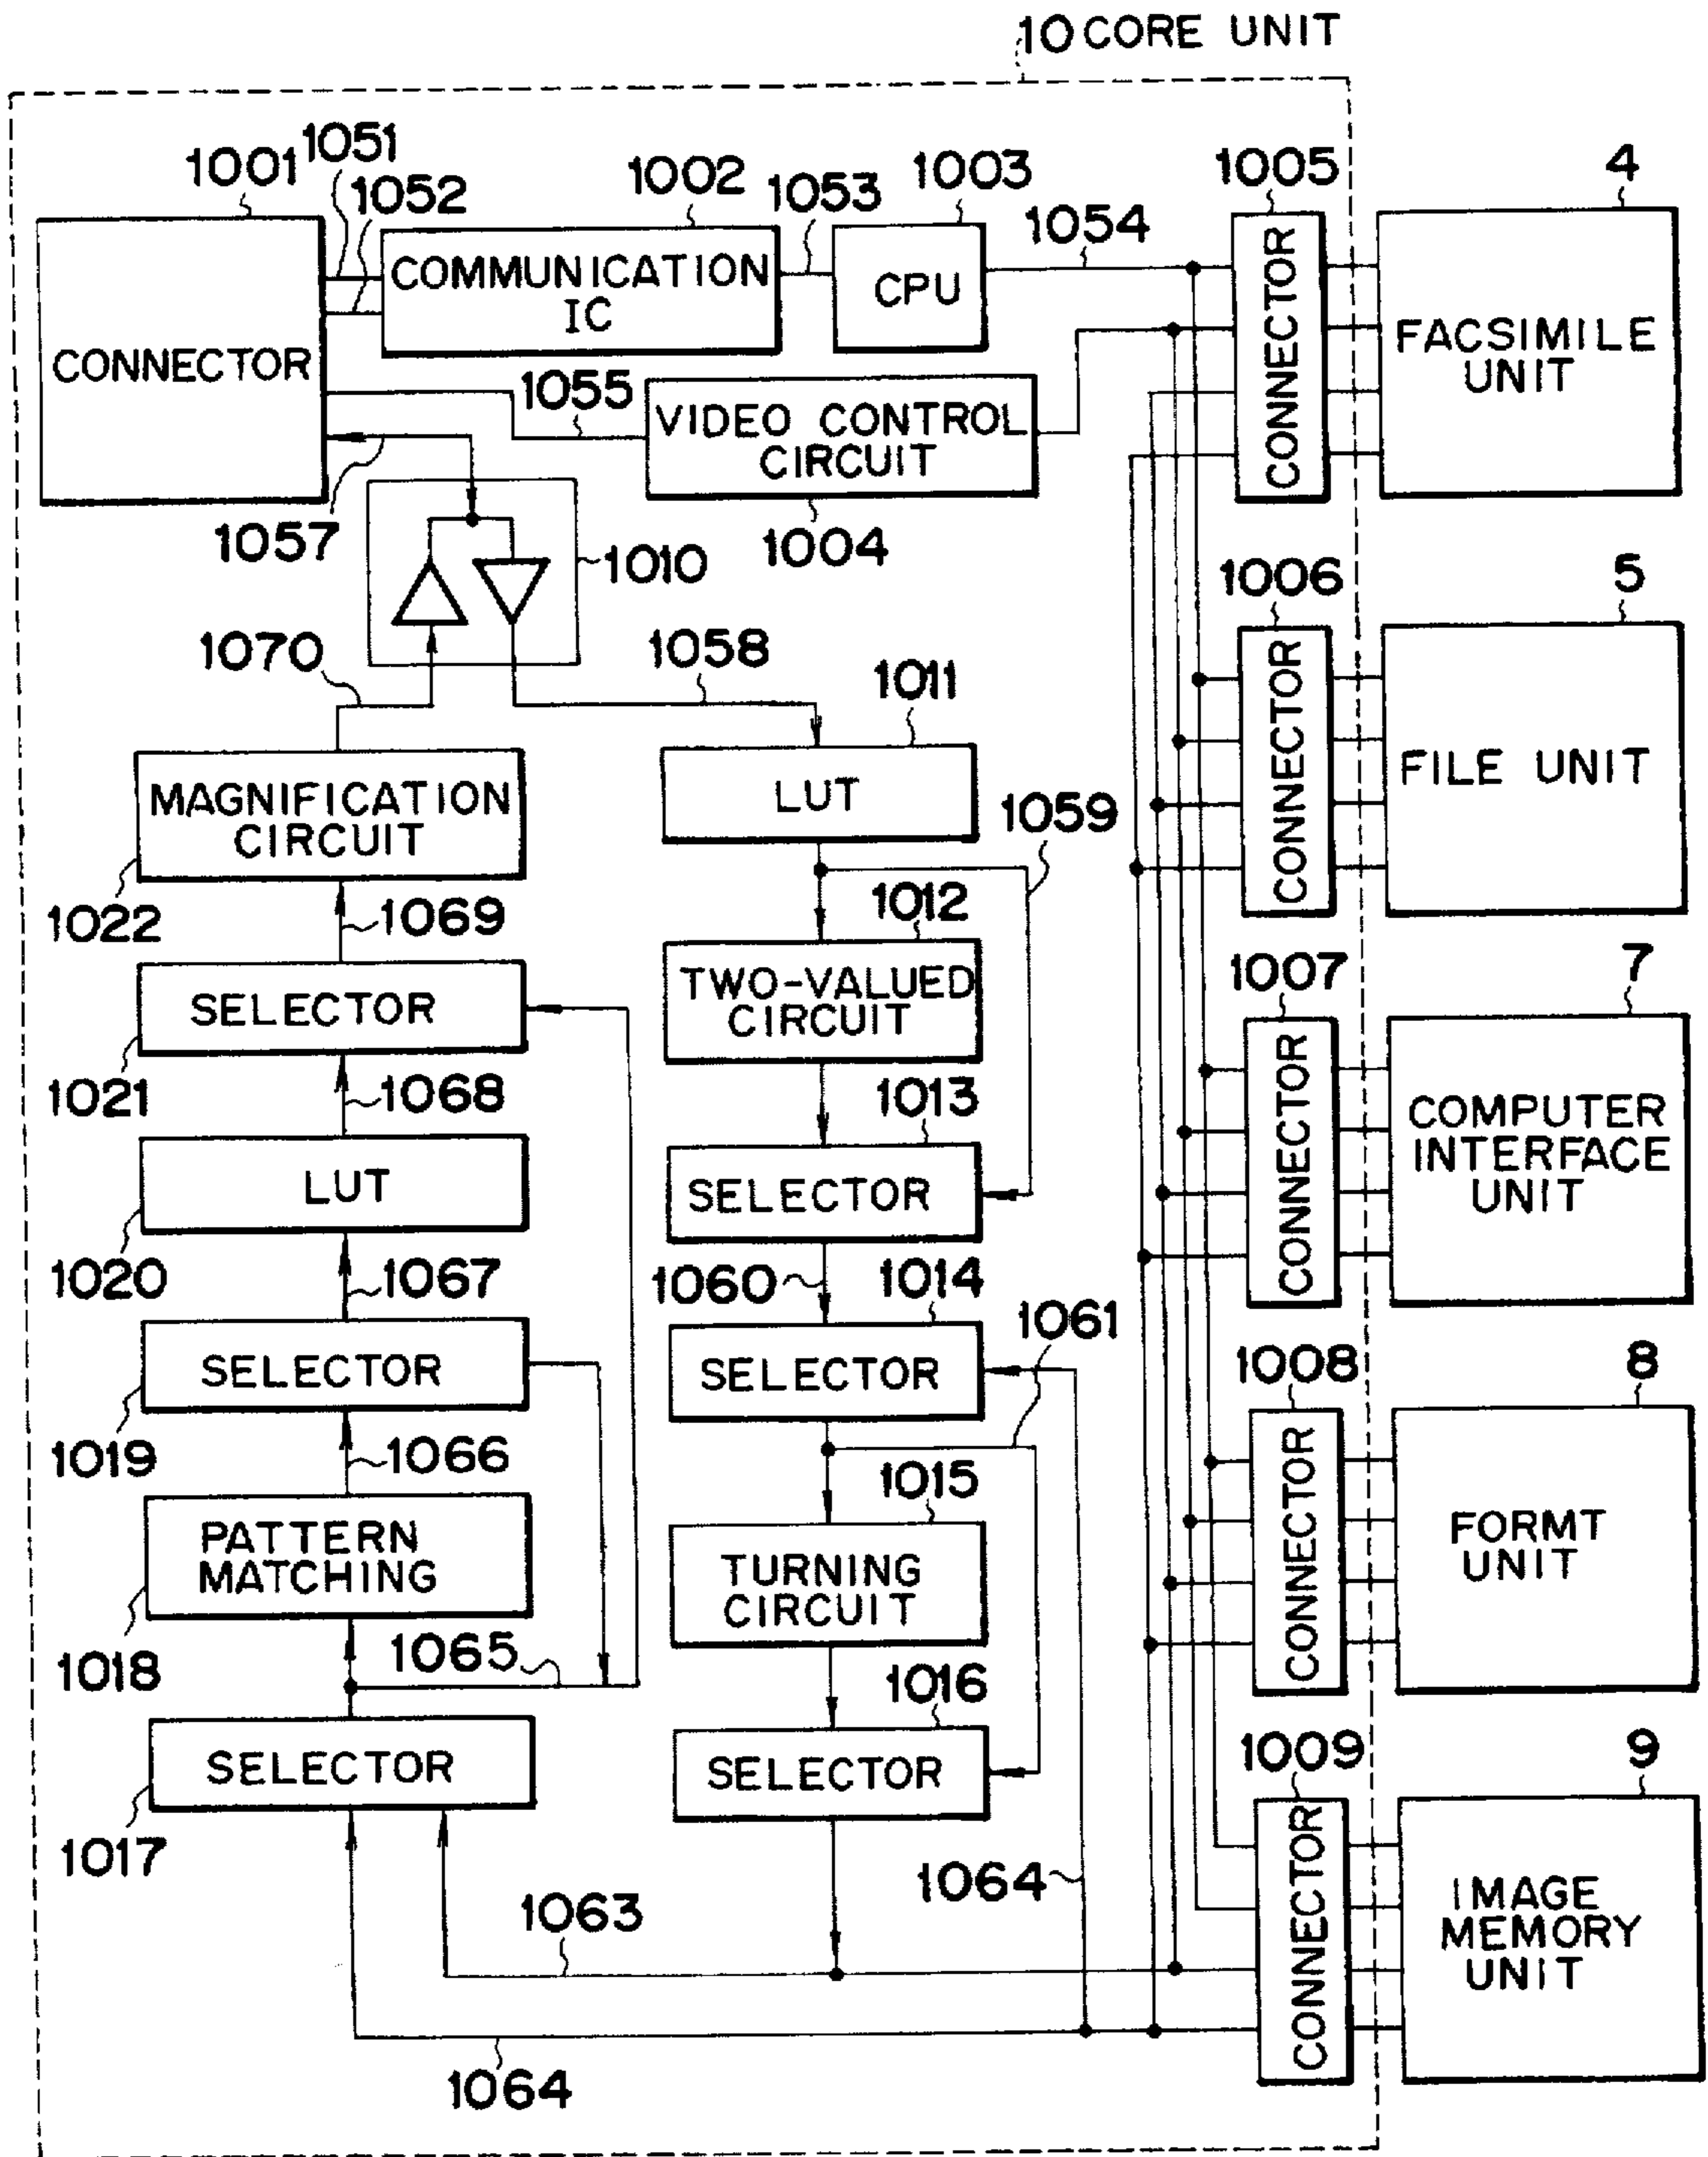 10 CORE UNIT
1001
1051
1052
1002
1053
1003
1054
1005
4
CONNECTOR
COMMUNICATION
IC
CPU
CONNECTOR
FACSIMILE
UNIT
1055
VIDEO CONTROL
CIRCUIT
1057
1004
1010
1006
5
1070
1058
1011
CONNECTOR
FILE UNIT
MAGNIFICATION
CIRCUIT
LUT
1059
1022
1069
1012
1007
7
SELECTOR
TWO-VALUED
CIRCUIT
1021
1068
1013
CONNECTOR
COMPUTER
INTERFACE
UNIT
LUT
SELECTOR
1020
1067
1060
1014
1061
1008
8
SELECTOR
SELECTOR
1019
1066
1015
CONNECTOR
FORMT
UNIT
PATTERN
MATCHING
TURNING
CIRCUIT
1018
1065
1016
1009
9
SELECTOR
SELECTOR
1017
1064
1063
CONNECTOR
IMAGE
MEMORY
UNIT
1064